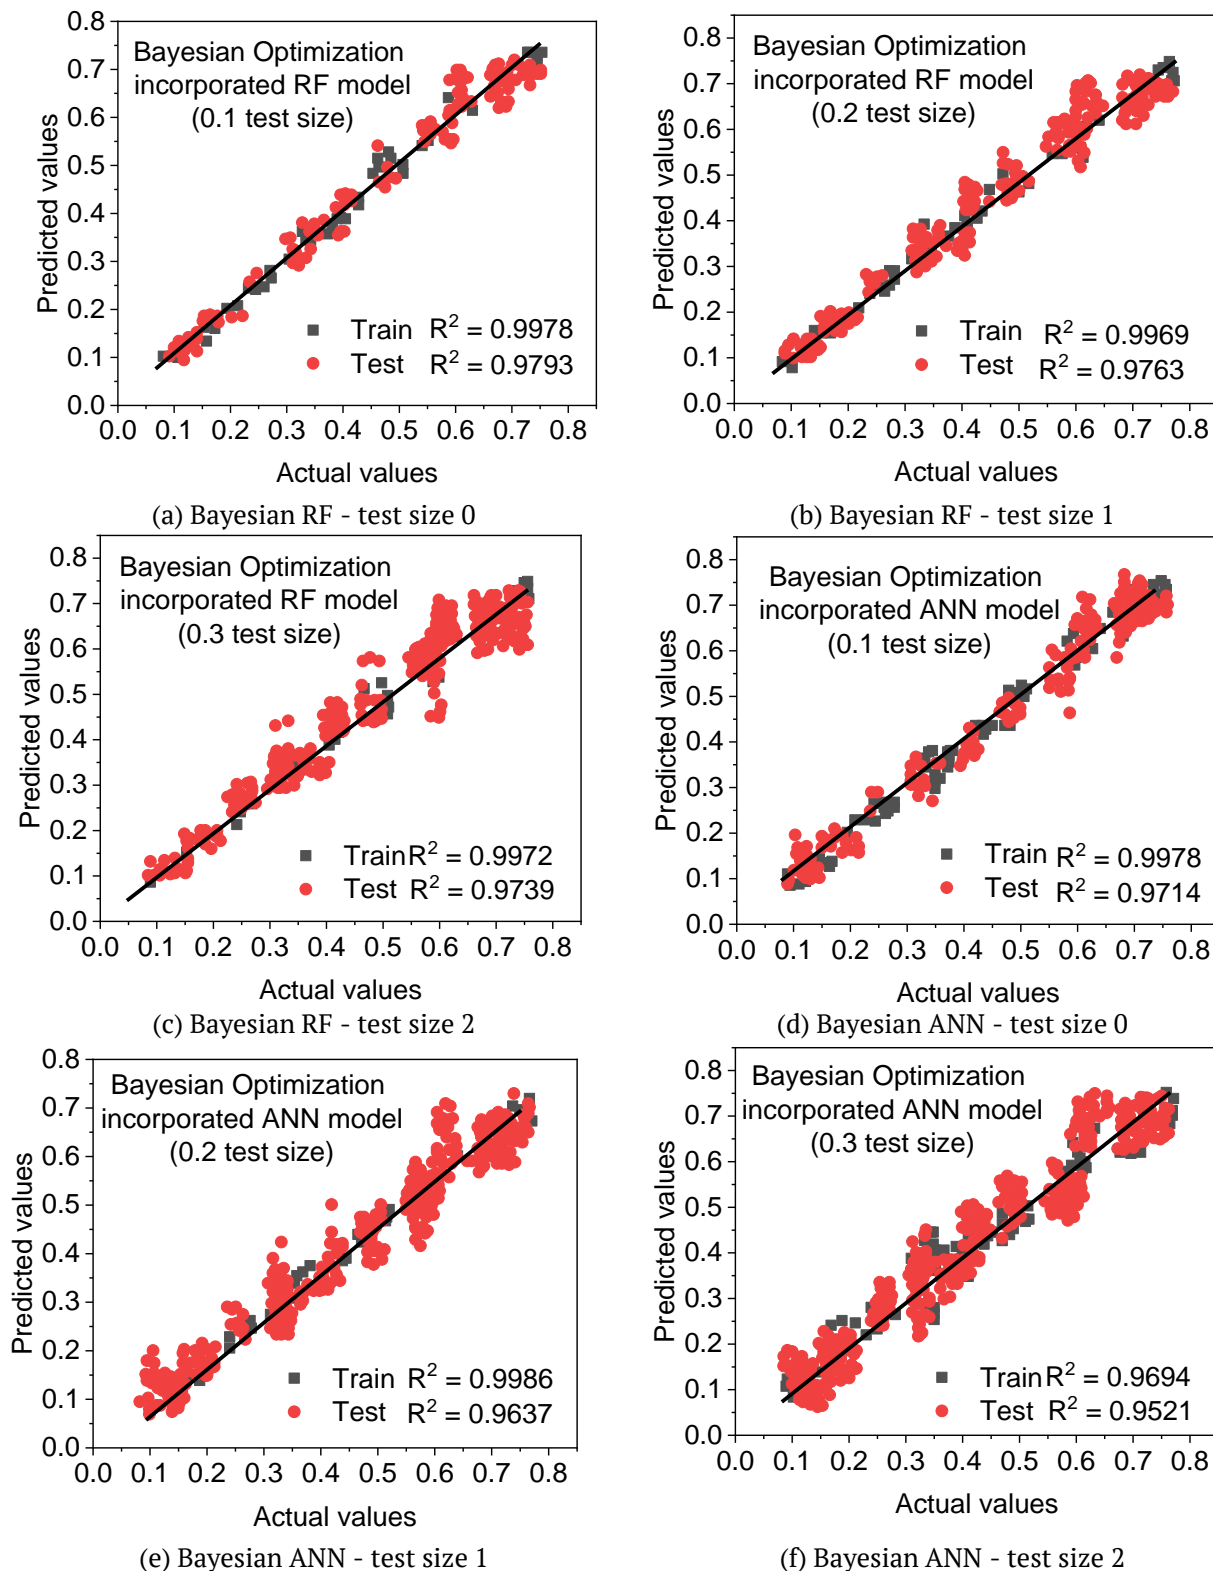 0.8
0.7
0.6
0.5
0.4
0.3
0.2
0.1
0.0
Predicted values
Bayesian Optimization
incorporated RF model
(0.1 test size)
Train R² = 0.9978
Test R² = 0.9793
0.0 0.1 0.2 0.3 0.4 0.5 0.6 0.7 0.8
Actual values
(a) Bayesian RF - test size 0
0.8
0.7
0.6
0.5
0.4
0.3
0.2
0.1
0.0
Predicted values
Bayesian Optimization
incorporated RF model
(0.2 test size)
Train R² = 0.9969
Test R² = 0.9763
0.0 0.1 0.2 0.3 0.4 0.5 0.6 0.7 0.8
Actual values
(b) Bayesian RF - test size 1
0.8
0.7
0.6
0.5
0.4
0.3
0.2
0.1
0.0
Predicted values
Bayesian Optimization
incorporated RF model
(0.3 test size)
Train R² = 0.9972
Test R² = 0.9739
0.0 0.1 0.2 0.3 0.4 0.5 0.6 0.7 0.8
Actual values
(c) Bayesian RF - test size 2
0.8
0.7
0.6
0.5
0.4
0.3
0.2
0.1
0.0
Predicted values
Bayesian Optimization
incorporated ANN model
(0.1 test size)
Train R² = 0.9978
Test R² = 0.9714
0.0 0.1 0.2 0.3 0.4 0.5 0.6 0.7 0.8
Actual values
(d) Bayesian ANN - test size 0
0.8
0.7
0.6
0.5
0.4
0.3
0.2
0.1
0.0
Predicted values
Bayesian Optimization
incorporated ANN model
(0.2 test size)
Train R² = 0.9986
Test R² = 0.9637
0.0 0.1 0.2 0.3 0.4 0.5 0.6 0.7 0.8
Actual values
(e) Bayesian ANN - test size 1
0.8
0.7
0.6
0.5
0.4
0.3
0.2
0.1
0.0
Predicted values
Bayesian Optimization
incorporated ANN model
(0.3 test size)
Train R² = 0.9694
Test R² = 0.9521
0.0 0.1 0.2 0.3 0.4 0.5 0.6 0.7 0.8
Actual values
(f) Bayesian ANN - test size 2